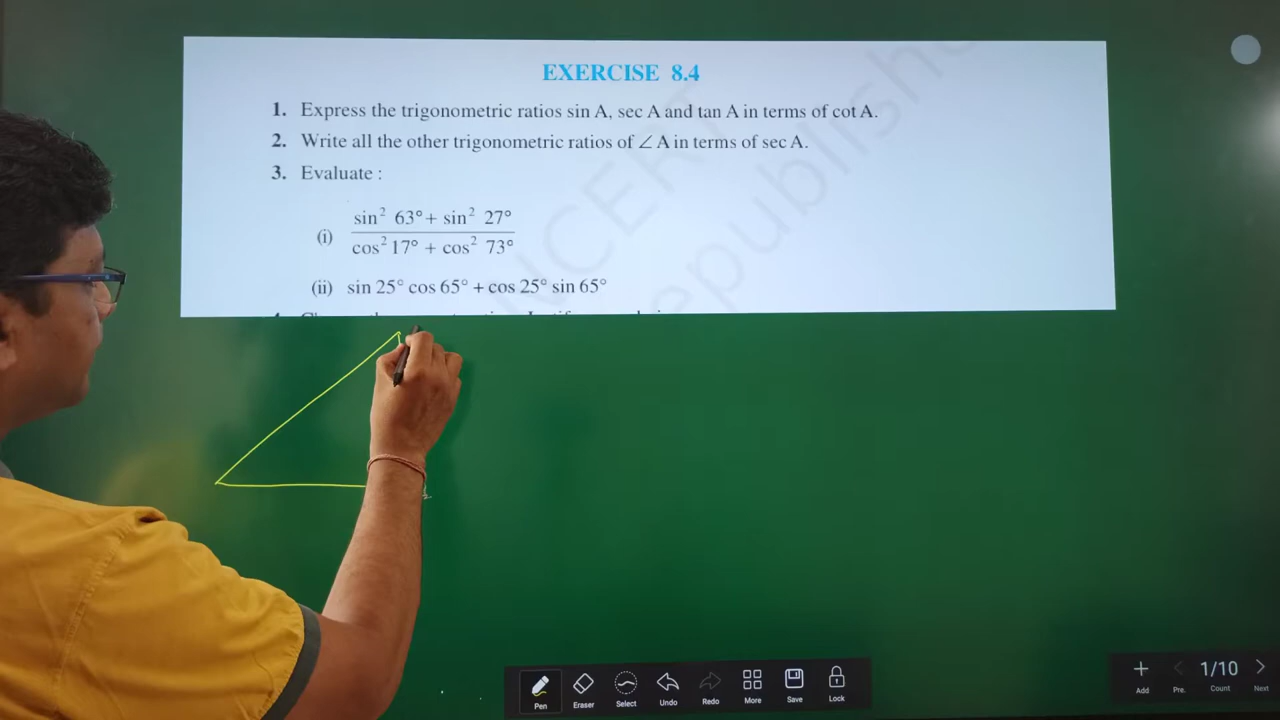 EXERCISE 8.4
1. Express the trigonometric ratios sin A, sec A and tan A in terms of cot A.
2. Write all the other trigonometric ratios of ∠A in terms of sec A.
3. Evaluate :
(i) sin² 63° + sin² 27°
cos² 17° + cos² 73°
(ii) sin 25° cos 65° + cos 25° sin 65°
NCERT
republishe
Pen Eraser Select Undo Redo More Save Lock
1/10
Add Pre. Count Next